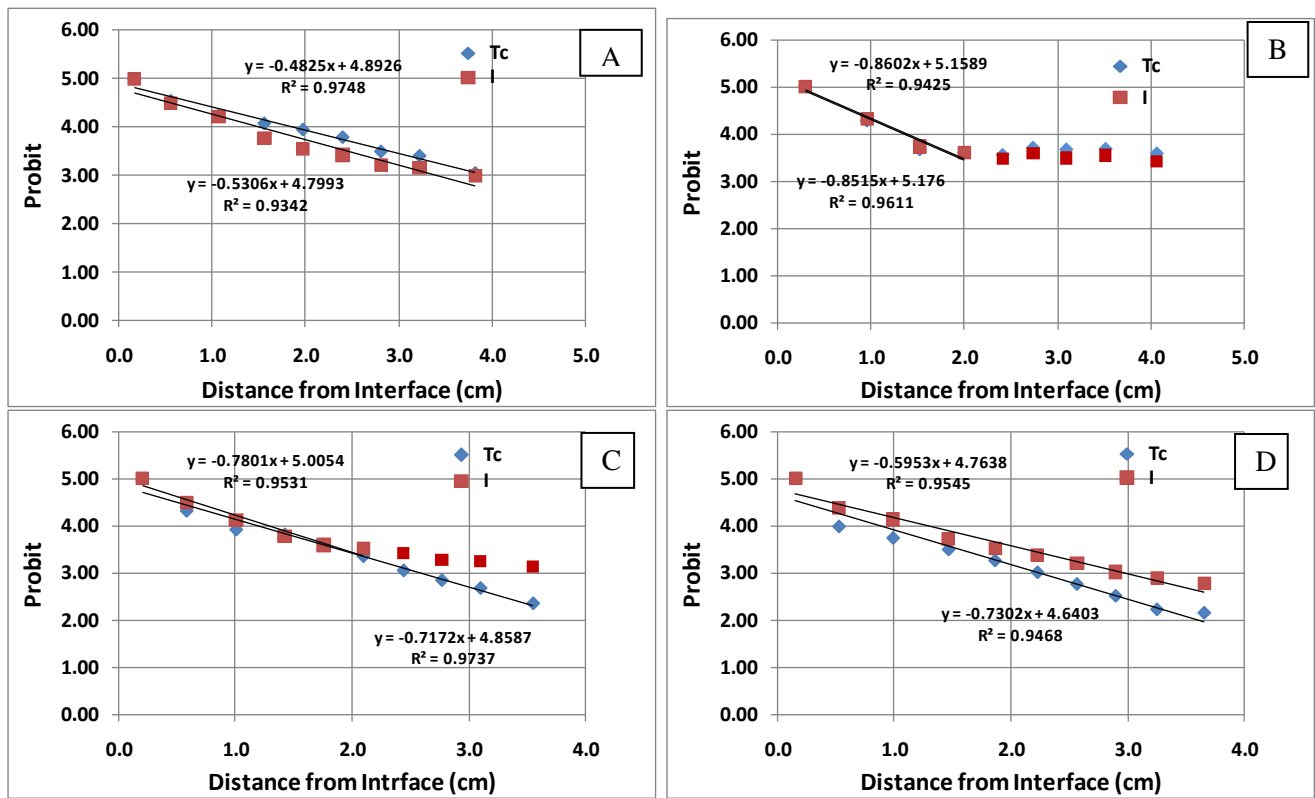 A
Tc
I
y = -0.4825x + 4.8926
R² = 0.9748
y = -0.5306x + 4.7993
R² = 0.9342
6.00
5.00
4.00
3.00
2.00
1.00
0.00
Probit
0.0 1.0 2.0 3.0 4.0 5.0
Distance from Interface (cm)
B
Tc
I
y = -0.8602x + 5.1589
R² = 0.9425
y = -0.8515x + 5.176
R² = 0.9611
6.00
5.00
4.00
3.00
2.00
1.00
0.00
Probit
0.0 1.0 2.0 3.0 4.0 5.0
Distance from Interface (cm)
C
Tc
I
y = -0.7801x + 5.0054
R² = 0.9531
y = -0.7172x + 4.8587
R² = 0.9737
6.00
5.00
4.00
3.00
2.00
1.00
0.00
Probit
0.0 1.0 2.0 3.0 4.0
Distance from Intrface (cm)
D
Tc
I
y = -0.5953x + 4.7638
R² = 0.9545
y = -0.7302x + 4.6403
R² = 0.9468
6.00
5.00
4.00
3.00
2.00
1.00
0.00
Probit
0.0 1.0 2.0 3.0 4.0
Distance from Interface (cm)